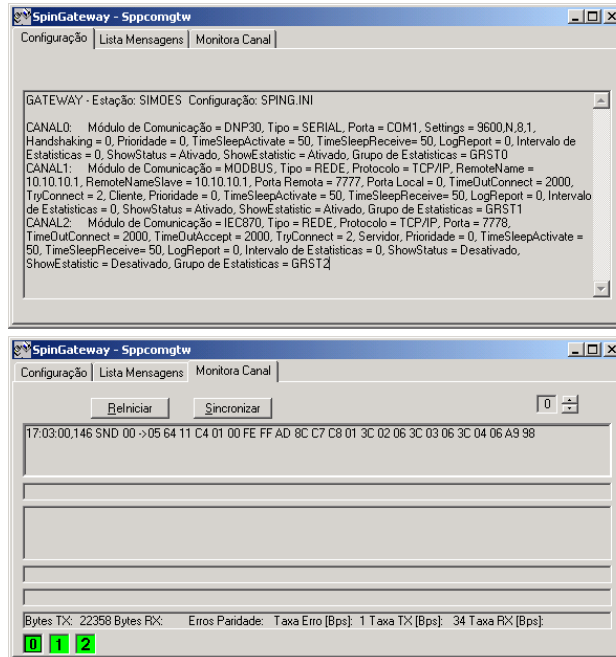 SpinGateway - Sppcomgtw
Configuração Lista Mensagens Monitora Canal
GATEWAY - Estação: SIMOES Configuração: SPING.INI
CANAL0: Módulo de Comunicação = DNP30, Tipo = SERIAL, Porta = COM1, Settings = 9600,N,8,1,
Handshaking = 0, Prioridade = 0, TimeSleepActivate = 50, TimeSleepReceive= 50, LogReport = 0, Intervalo de
Estatisticas = 0, ShowStatus = Ativado, ShowEstatistic = Ativado, Grupo de Estatisticas = GRST0
CANAL1: Módulo de Comunicação = MODBUS, Tipo = REDE, Protocolo = TCP/IP, RemoteName =
10.10.10.1, RemoteNameSlave = 10.10.10.1, Porta Remota = 7777, Porta Local = 0, TimeOutConnect = 2000,
TryConnect = 2, Cliente, Prioridade = 0, TimeSleepActivate = 50, TimeSleepReceive= 50, LogReport = 0, Intervalo
de Estatisticas = 0, ShowStatus = Ativado, ShowEstatistic = Ativado, Grupo de Estatisticas = GRST1
CANAL2: Módulo de Comunicação = IEC870, Tipo = REDE, Protocolo = TCP/IP, Porta = 7778,
TimeOutConnect = 2000, TimeOutAccept = 2000, TryConnect = 2, Servidor, Prioridade = 0, TimeSleepActivate =
50, TimeSleepReceive= 50, LogReport = 0, Intervalo de Estatisticas = 0, ShowStatus = Desativado,
ShowEstatistic = Desativado, Grupo de Estatisticas = GRST2
SpinGateway - Sppcomgtw
Configuração Lista Mensagens Monitora Canal
ReIniciar Sincronizar 0
17:03:00,146 SND 00 ->05 64 11 C4 01 00 FE FF AD 8C C7 C8 01 3C 02 06 3C 03 06 3C 04 06 A9 98
Bytes TX: 22358 Bytes RX: Erros Paridade: Taxa Erro [Bps]: 1 Taxa TX [Bps]: 34 Taxa RX [Bps]:
0 1 2